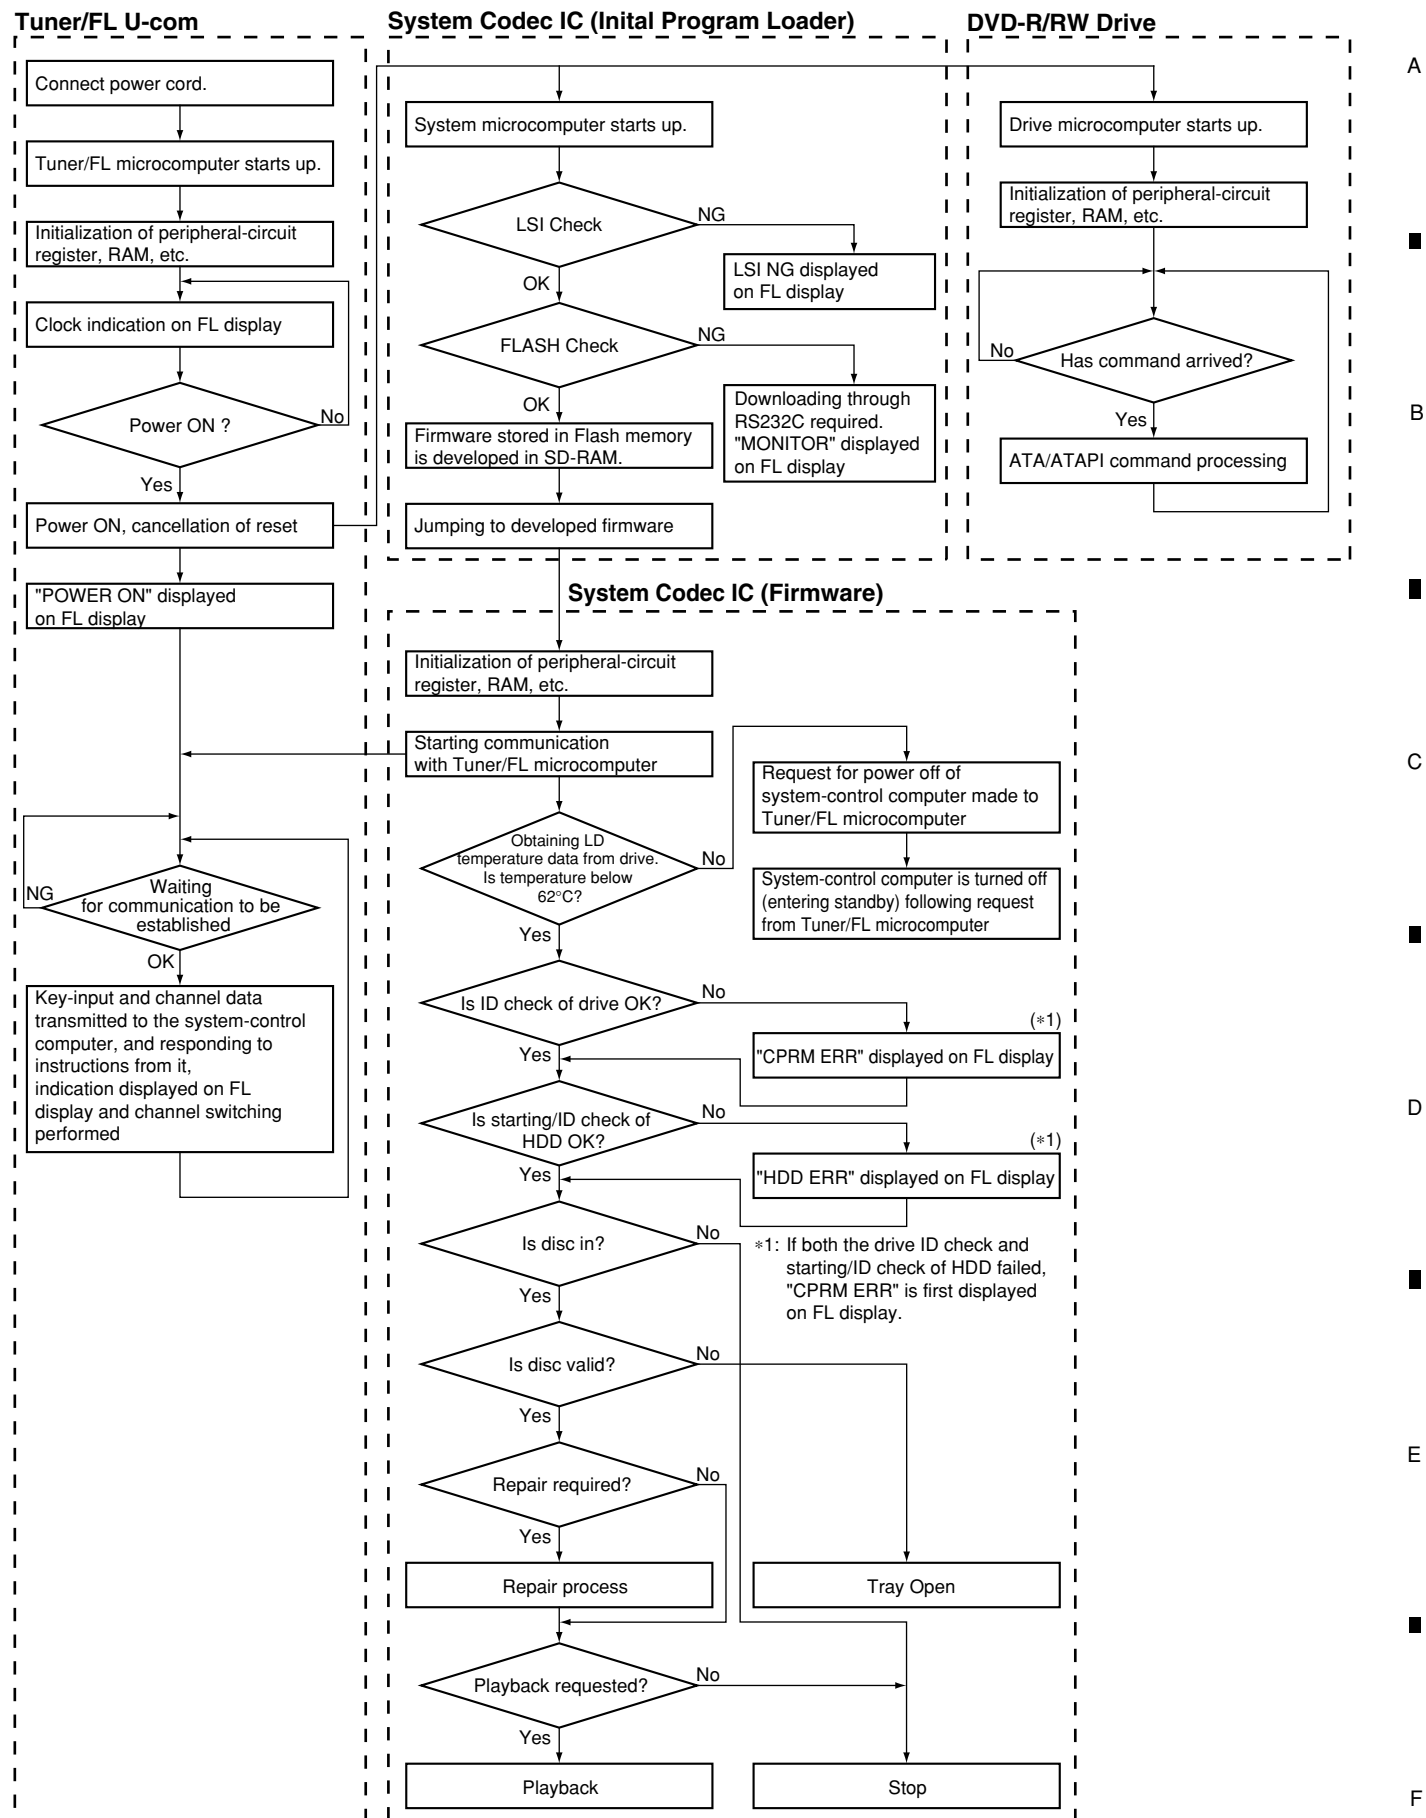 Tuner/FL U-com
Connect power cord.
Tuner/FL microcomputer starts up.
Initialization of peripheral-circuit
register, RAM, etc.
Clock indication on FL display
Power ON ?
No
Yes
Power ON, cancellation of reset
"POWER ON" displayed
on FL display
NG
Waiting
for communication to be
established
OK
Key-input and channel data
transmitted to the system-control
computer, and responding to
instructions from it,
indication displayed on FL
display and channel switching
performed
System Codec IC (Inital Program Loader)
System microcomputer starts up.
LSI Check
NG
LSI NG displayed
on FL display
OK
FLASH Check
NG
Downloading through
RS232C required.
"MONITOR" displayed
on FL display
OK
Firmware stored in Flash memory
is developed in SD-RAM.
Jumping to developed firmware
DVD-R/RW Drive
Drive microcomputer starts up.
Initialization of peripheral-circuit
register, RAM, etc.
No
Has command arrived?
Yes
ATA/ATAPI command processing
System Codec IC (Firmware)
Initialization of peripheral-circuit
register, RAM, etc.
Starting communication
with Tuner/FL microcomputer
Obtaining LD
temperature data from drive.
Is temperature below
62°C?
No
Request for power off of
system-control computer made to
Tuner/FL microcomputer
System-control computer is turned off
(entering standby) following request
from Tuner/FL microcomputer
Yes
Is ID check of drive OK?
No
(∗1)
"CPRM ERR" displayed on FL display
Yes
Is starting/ID check of
HDD OK?
No
(∗1)
"HDD ERR" displayed on FL display
Yes
Is disc in?
No
∗1: If both the drive ID check and
starting/ID check of HDD failed,
"CPRM ERR" is first displayed
on FL display.
Yes
Is disc valid?
No
Yes
Repair required?
No
Yes
Repair process
Tray Open
Playback requested?
No
Yes
Playback
Stop
A
B
C
D
E
F